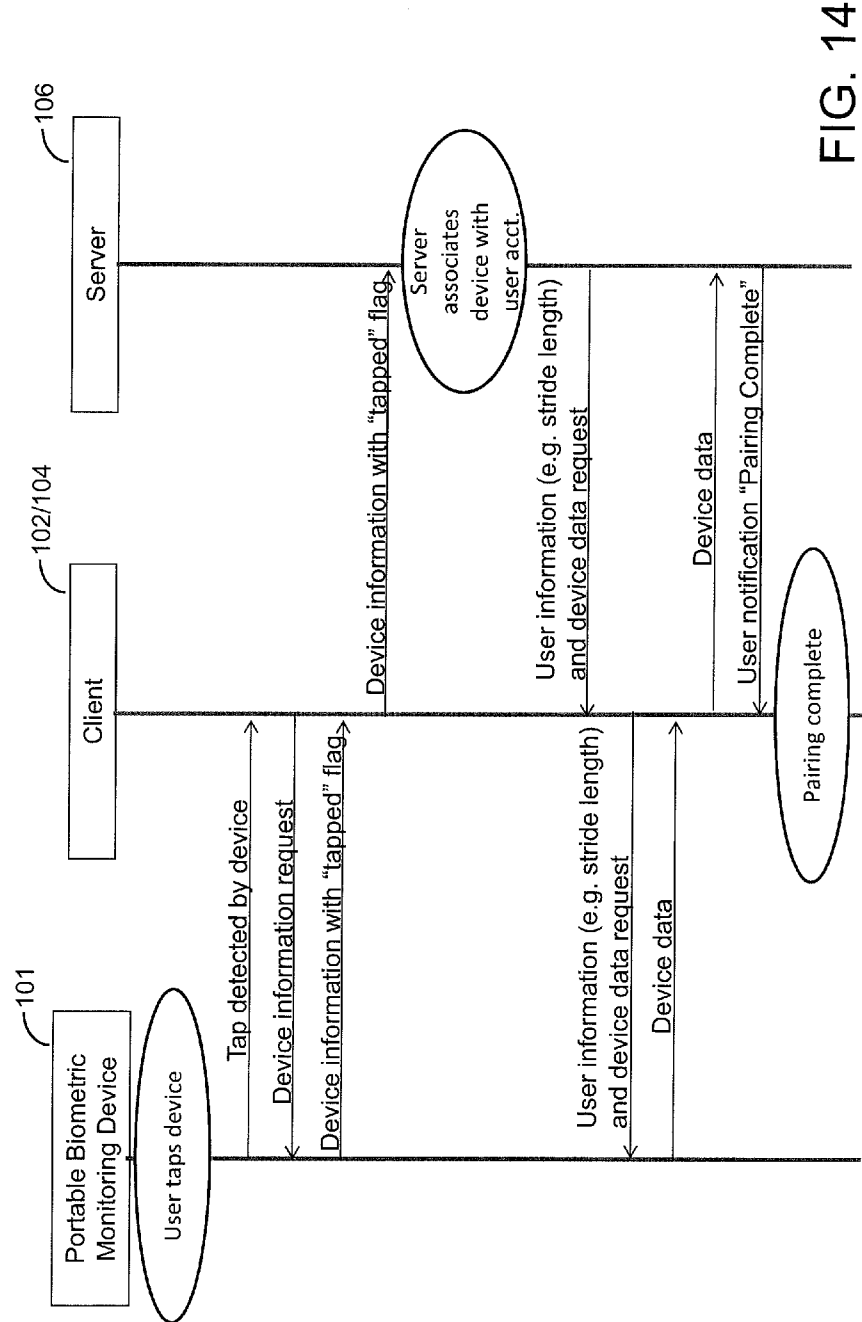 Portable Biometric
Monitoring Device
101
Client
102/104
Server
106
User taps device
Tap detected by device
Device information request
Device information with “tapped” flag
Device information with “tapped” flag
Server
associates
device with
user acct.
User information (e.g. stride length)
and device data request
User information (e.g. stride length)
and device data request
Device data
Device data
User notification “Pairing Complete”
Pairing complete
FIG. 14